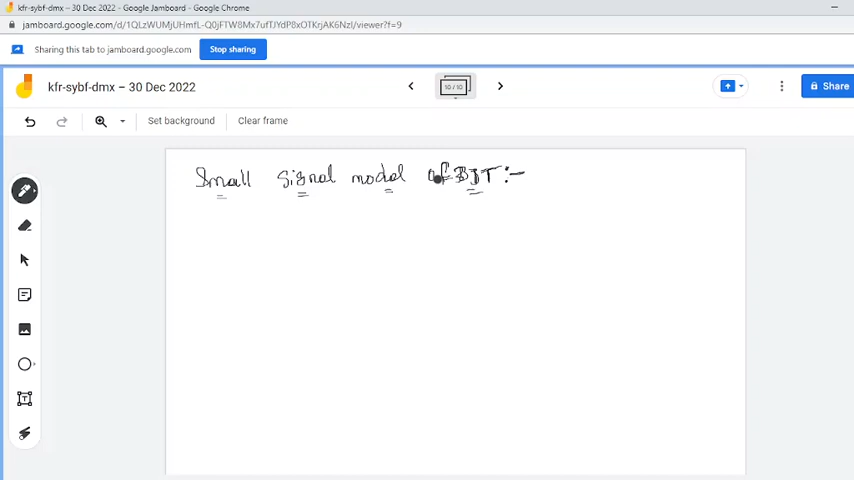 kfr-sybf-dmx – 30 Dec 2022 - Google Jamboard - Google Chrome
jamboard.google.com/d/1QLzWUMjUHmfL-Q0jFTW8Mx7ufTJYdP8xOTKrjAK6NzI/viewer?f=9
Sharing this tab to jamboard.google.com Stop sharing
kfr-sybf-dmx – 30 Dec 2022 10 / 10 Share
Set background Clear frame
Small signal modal of BJT:-